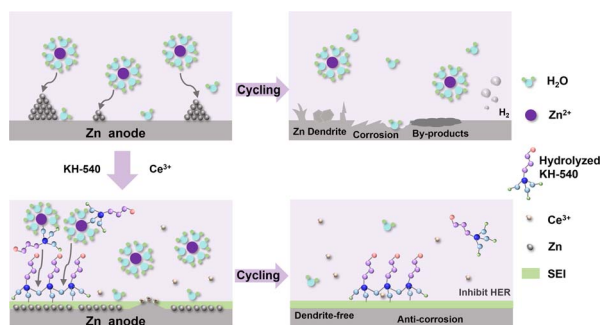 Zn anode
Cycling
H₂
Zn Dendrite
Corrosion
By-products
KH-540
Ce³⁺
Zn anode
Cycling
Inhibit HER
Dendrite-free
Anti-corrosion
H₂O
Zn²⁺
Hydrolyzed
KH-540
Ce³⁺
Zn
SEI